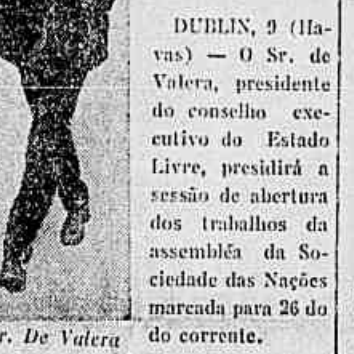 DUBLIN, 9 (Ha-
vas) — O Sr. de
Valera, presidente
do conselho exe-
cutivo do Estado
Livre, presidirá a
sessão de abertura
dos trabalhos da
assembléa da So-
ciedade das Nações
marcada para 26 do
do corrente.
r. De Valera